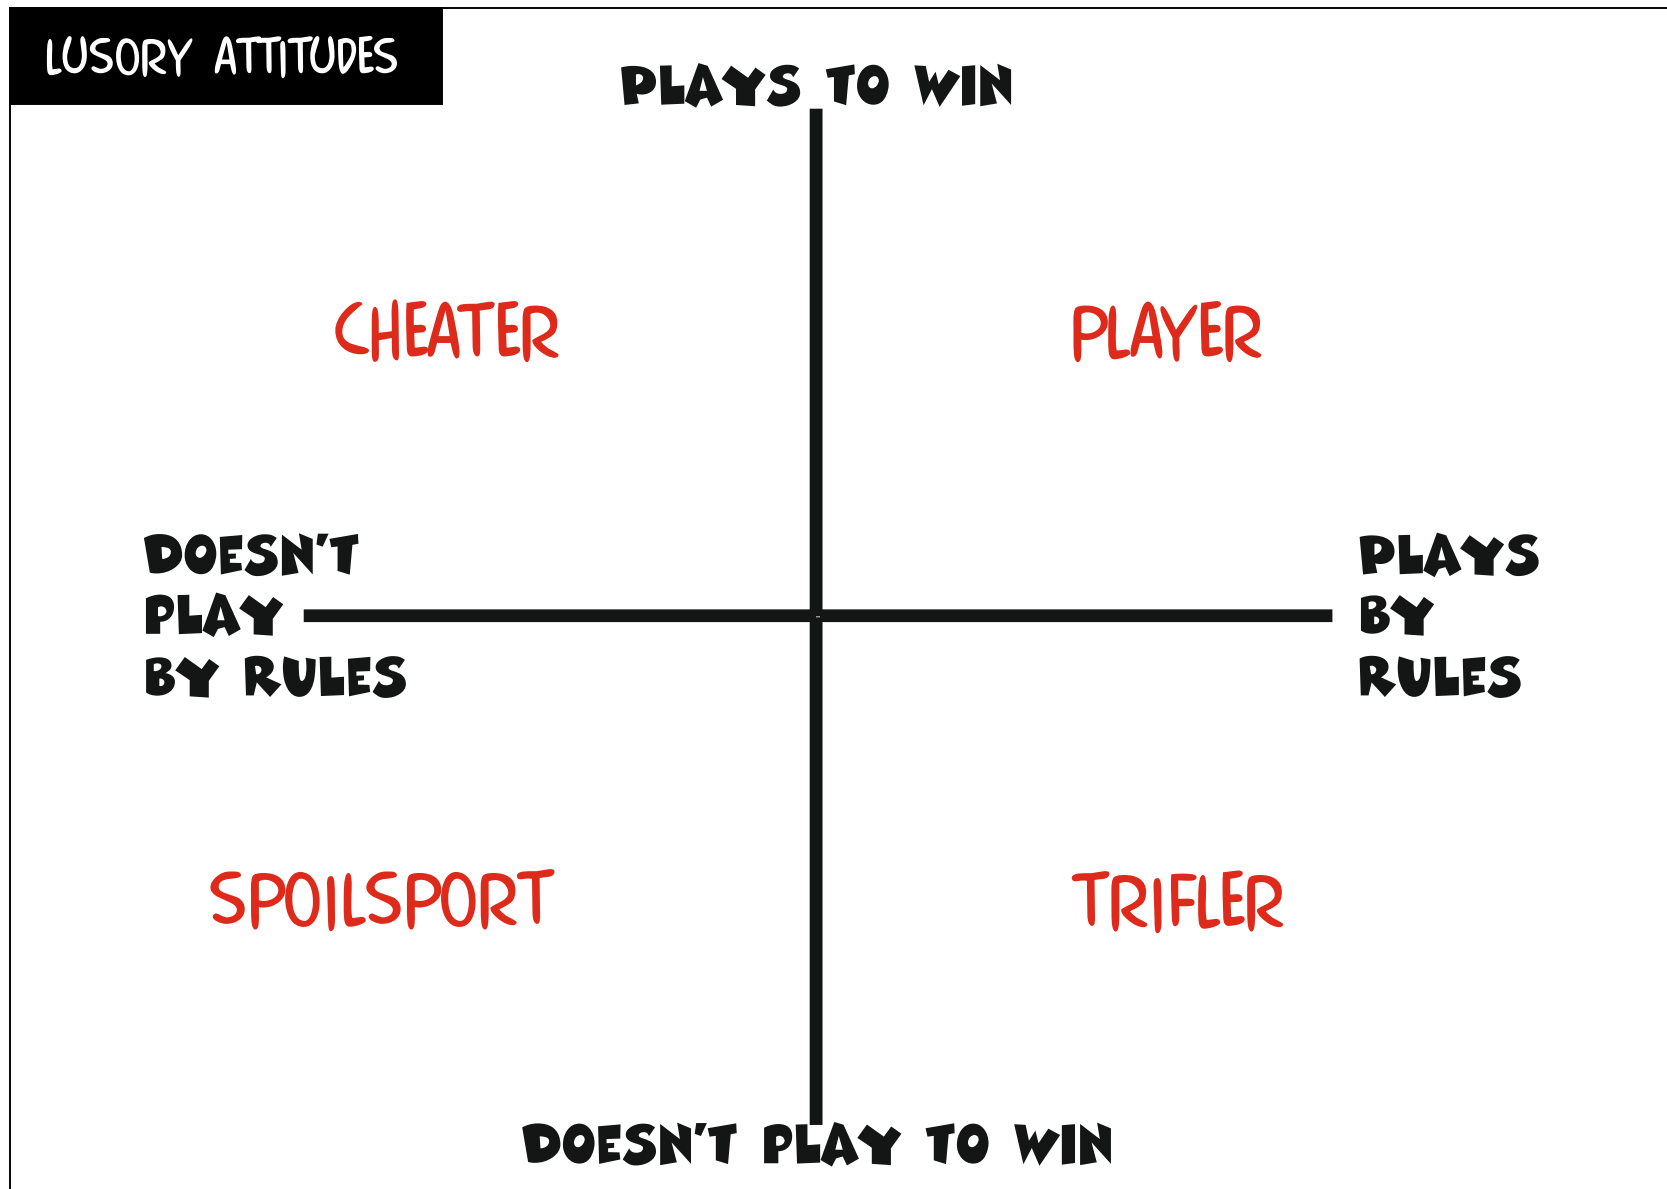 LUSORY ATTITUDES
PLAYS TO WIN
CHEATER
PLAYER
DOESN'T
PLAY
BY RULES
PLAYS
BY
RULES
SPOILSPORT
TRIFLER
DOESN'T PLAY TO WIN